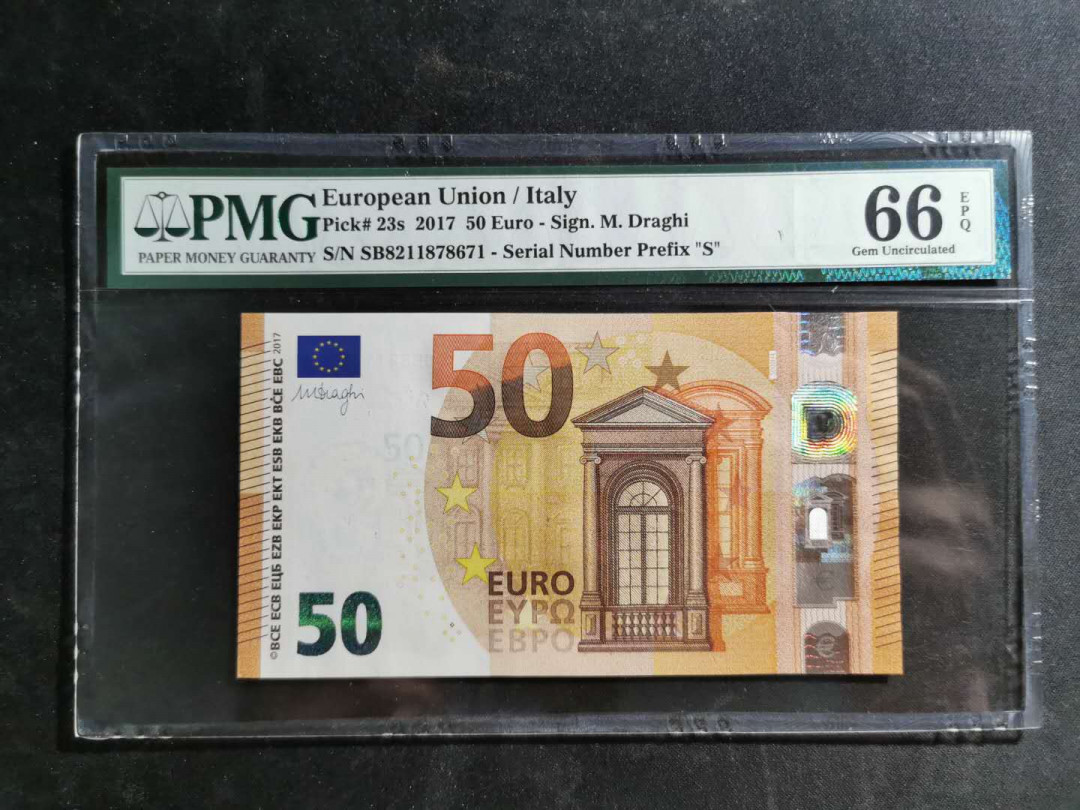 PMG
PAPER MONEY GUARANTY
European Union / Italy
Pick# 23s 2017 50 Euro - Sign. M. Draghi
S/N SB8211878671 - Serial Number Prefix "S"
66
EPQ
Gem Uncirculated
©BCE ECB ЕЦБ EZB EKP EKT ESB EKB BĊE EBC 2017
M Draghi
50
50
50
EURO
ΕΥΡΩ
ЕВРО
€
€